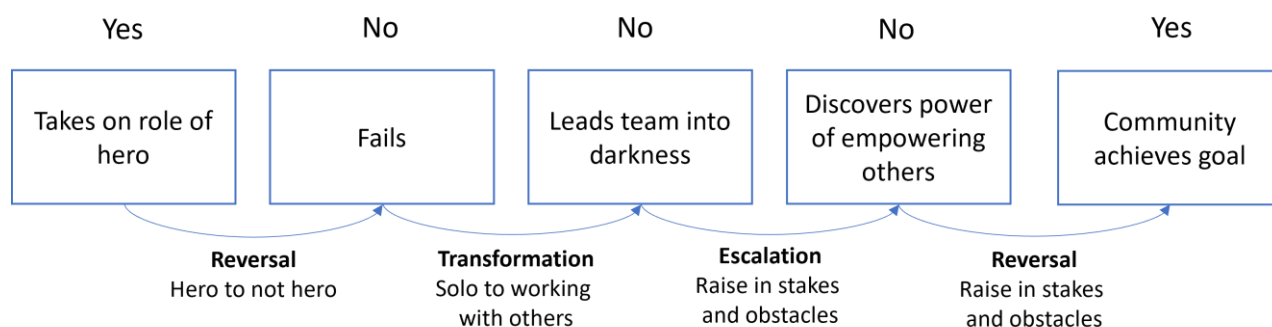 Yes
No
No
No
Yes
Takes on role of
hero
Fails
Leads team into
darkness
Discovers power
of empowering
others
Community
achieves goal
Reversal
Hero to not hero
Transformation
Solo to working
with others
Escalation
Raise in stakes
and obstacles
Reversal
Raise in stakes
and obstacles